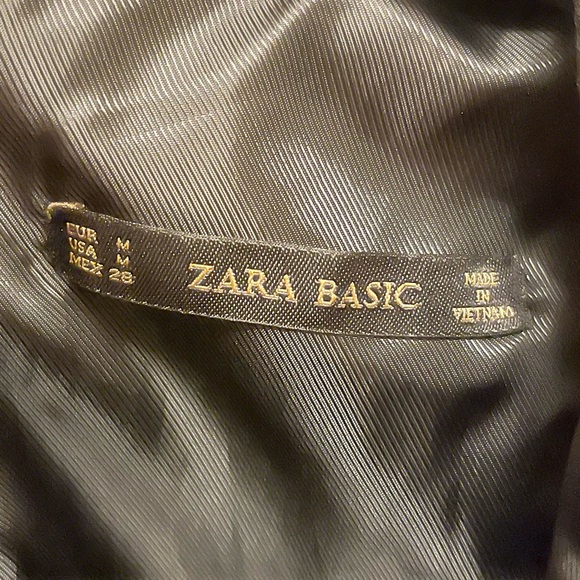 EUR M
USA M
MEX 28
ZARA BASIC
MADE
IN
VIETNAM